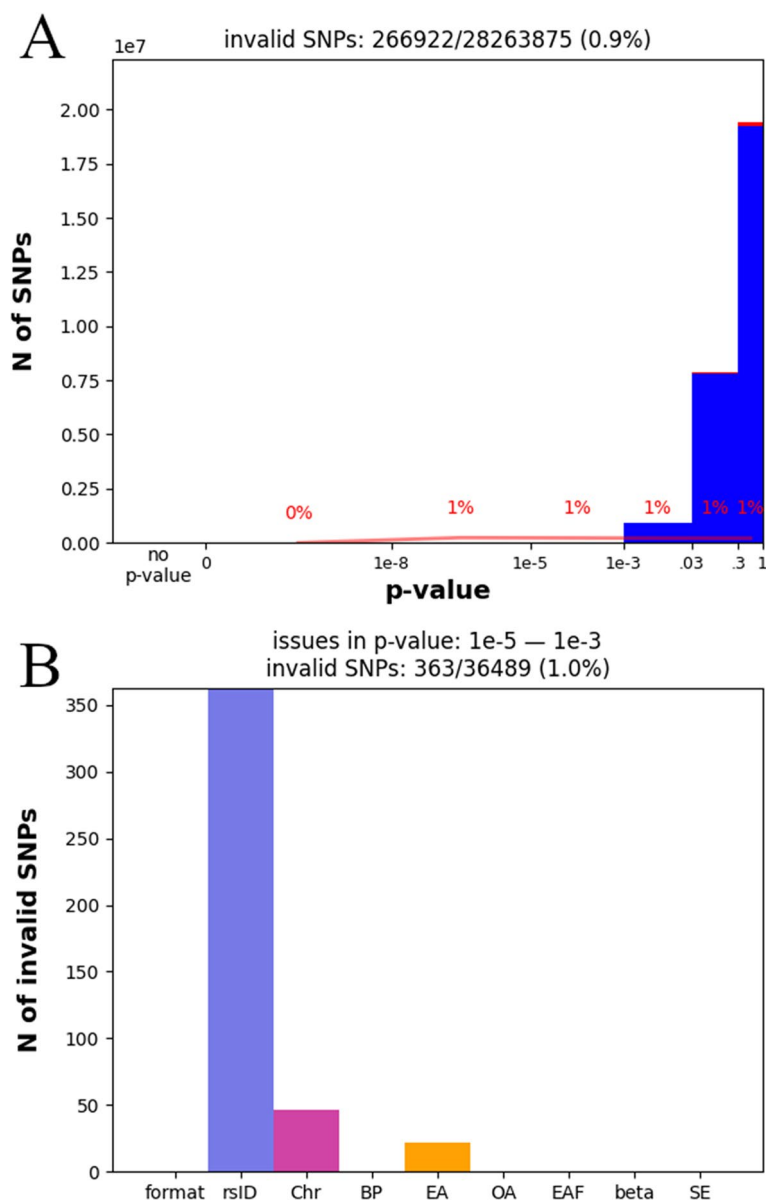 A
1e7
invalid SNPs: 266922/28263875 (0.9%)
N of SNPs
2.00
1.75
1.50
1.25
1.00
0.75
0.50
0.25
0.00
0%
1%
1%
1%
1%
1%
no
p-value
0
1e-8
1e-5
1e-3
.03
.3
1
p-value
B
issues in p-value: 1e-5 — 1e-3
invalid SNPs: 363/36489 (1.0%)
N of invalid SNPs
350
300
250
200
150
100
50
0
format
rsID
Chr
BP
EA
OA
EAF
beta
SE